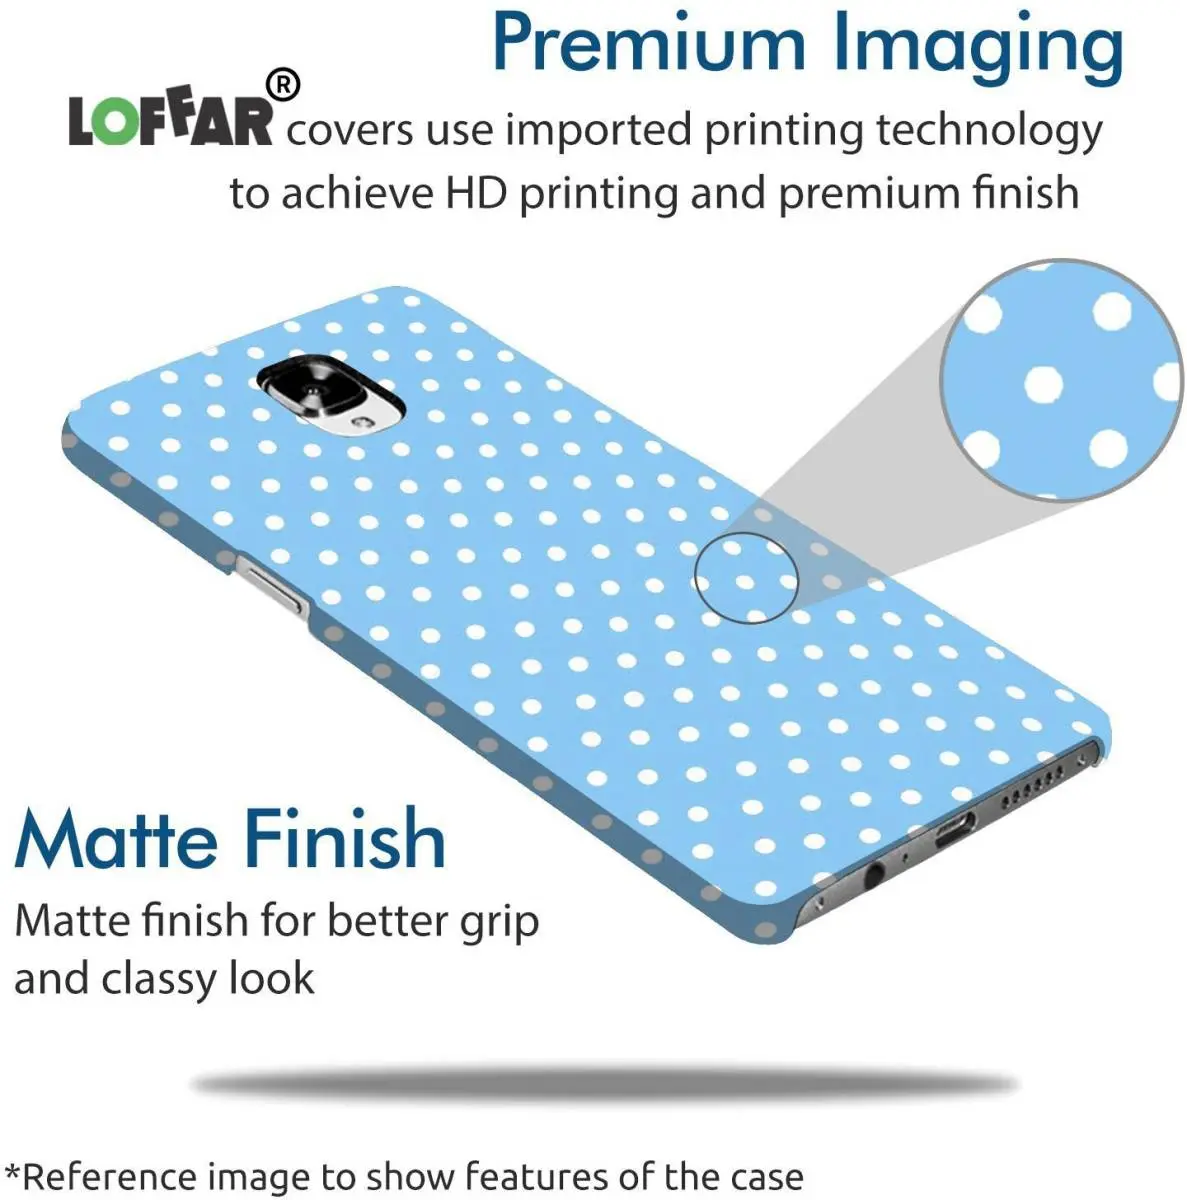 Premium Imaging
LOFFAR® covers use imported printing technology
to achieve HD printing and premium finish
Matte Finish
Matte finish for better grip
and classy look
*Reference image to show features of the case